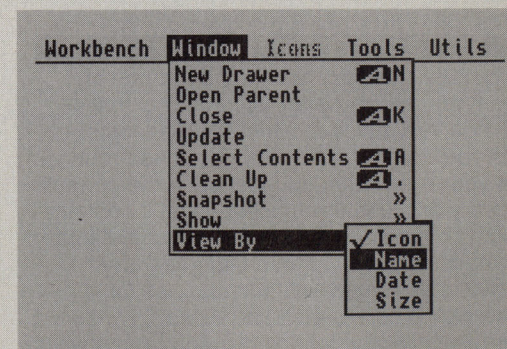 Workbench Window Icons Tools Utils
New Drawer A N
Open Parent
Close A K
Update
Select Contents A A
Clean Up A .
Snapshot »
Show »
View By
✓ Icon
Name
Date
Size